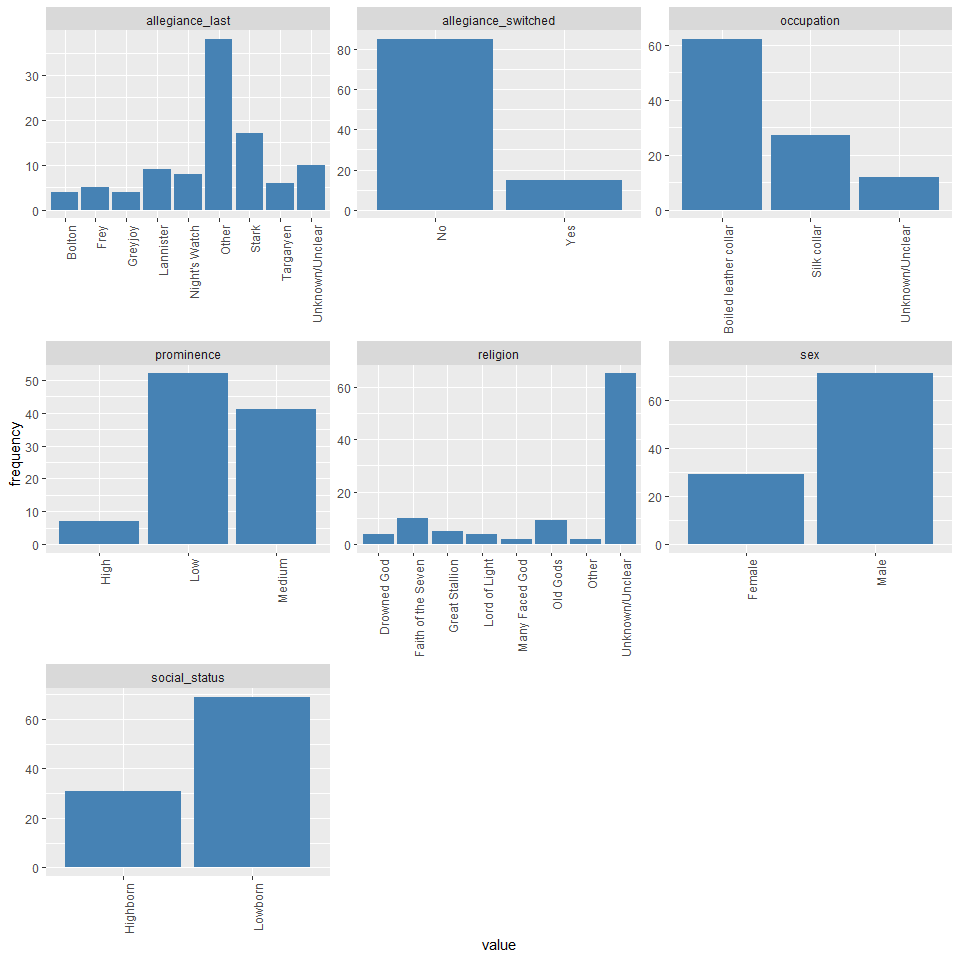 allegiance_last
allegiance_switched
occupation
30
20
10
0
80
60
40
20
0
60
40
20
0
Bolton
Frey
Greyjoy
Lannister
Night's Watch
Other
Stark
Targaryen
Unknown/Unclear
No
Yes
Boiled leather collar
Silk collar
Unknown/Unclear
prominence
religion
sex
frequency
50
40
30
20
10
0
60
40
20
0
60
40
20
0
High
Low
Medium
Drowned God
Faith of the Seven
Great Stallion
Lord of Light
Many Faced God
Old Gods
Other
Unknown/Unclear
Female
Male
social_status
60
40
20
0
Highborn
Lowborn
value